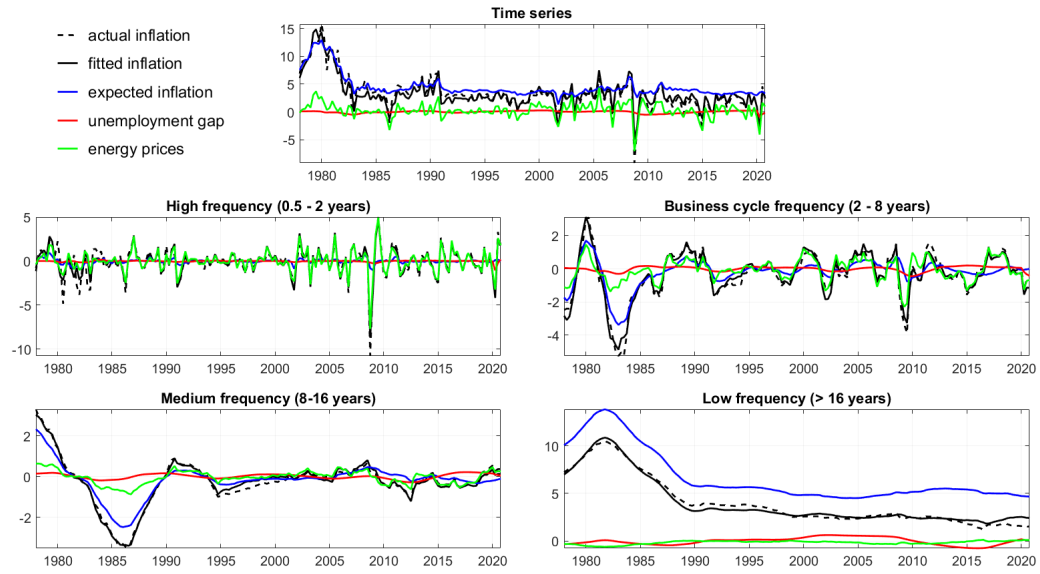 Time series
actual inflation
fitted inflation
expected inflation
unemployment gap
energy prices
15
10
5
0
-5
1980 1985 1990 1995 2000 2005 2010 2015 2020
High frequency (0.5 - 2 years)
5
0
-5
-10
1980 1985 1990 1995 2000 2005 2010 2015 2020
Business cycle frequency (2 - 8 years)
2
0
-2
-4
1980 1985 1990 1995 2000 2005 2010 2015 2020
Medium frequency (8-16 years)
2
0
-2
1980 1985 1990 1995 2000 2005 2010 2015 2020
Low frequency (> 16 years)
10
5
0
1980 1985 1990 1995 2000 2005 2010 2015 2020